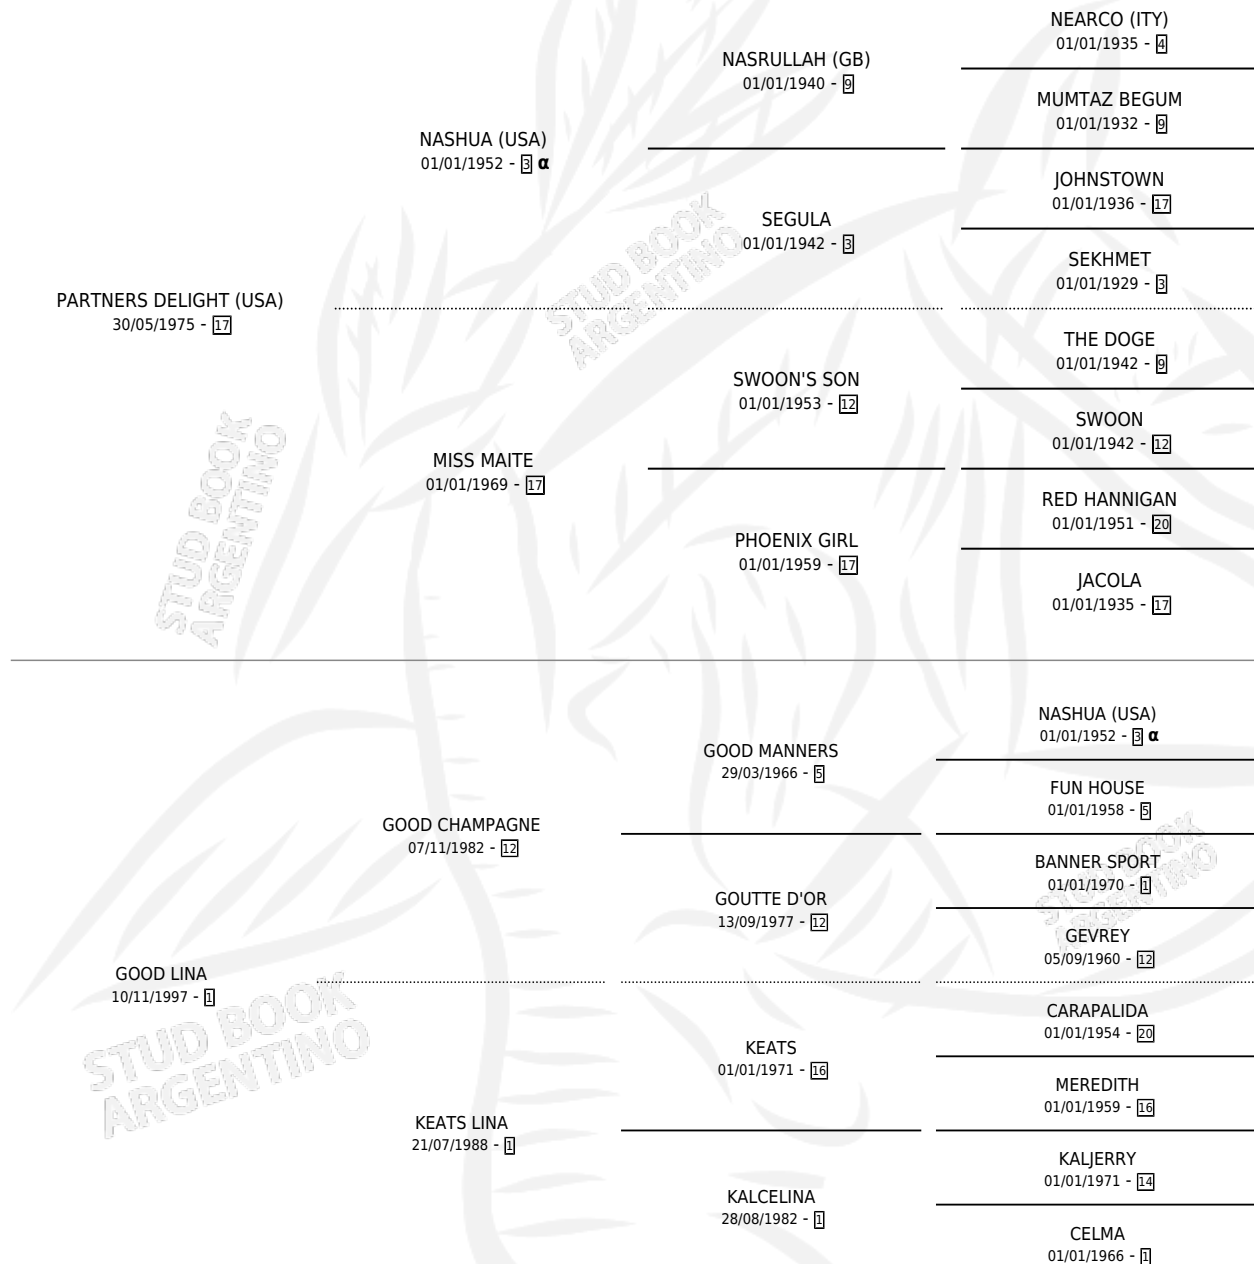 NEARCO (ITY)
01/01/1935 - 4
NASRULLAH (GB)
01/01/1940 - 9
MUMTAZ BEGUM
01/01/1932 - 9
NASHUA (USA)
01/01/1952 - 3 α
JOHNSTOWN
01/01/1936 - 17
SEGULA
01/01/1942 - 3
SEKHMET
01/01/1929 - 3
PARTNERS DELIGHT (USA)
30/05/1975 - 17
THE DOGE
01/01/1942 - 9
SWOON'S SON
01/01/1953 - 12
SWOON
01/01/1942 - 12
MISS MAITE
01/01/1969 - 17
RED HANNIGAN
01/01/1951 - 20
PHOENIX GIRL
01/01/1959 - 17
JACOLA
01/01/1935 - 17
STUD BOOK
ARGENTINO
STUD BOOK
ARGENTINO
NASHUA (USA)
01/01/1952 - 3 α
GOOD MANNERS
29/03/1966 - 5
FUN HOUSE
01/01/1958 - 5
GOOD CHAMPAGNE
07/11/1982 - 12
BANNER SPORT
01/01/1970 - 1
GOUTTE D'OR
13/09/1977 - 12
GEVREY
05/09/1960 - 12
STUD BOOK
ARGENTINO
GOOD LINA
10/11/1997 - 1
CARAPALIDA
01/01/1954 - 20
KEATS
01/01/1971 - 16
MEREDITH
01/01/1959 - 16
KEATS LINA
21/07/1988 - 1
KALJERRY
01/01/1971 - 14
KALCELINA
28/08/1982 - 1
CELMA
01/01/1966 - 1
STUD BOOK
ARGENTINO